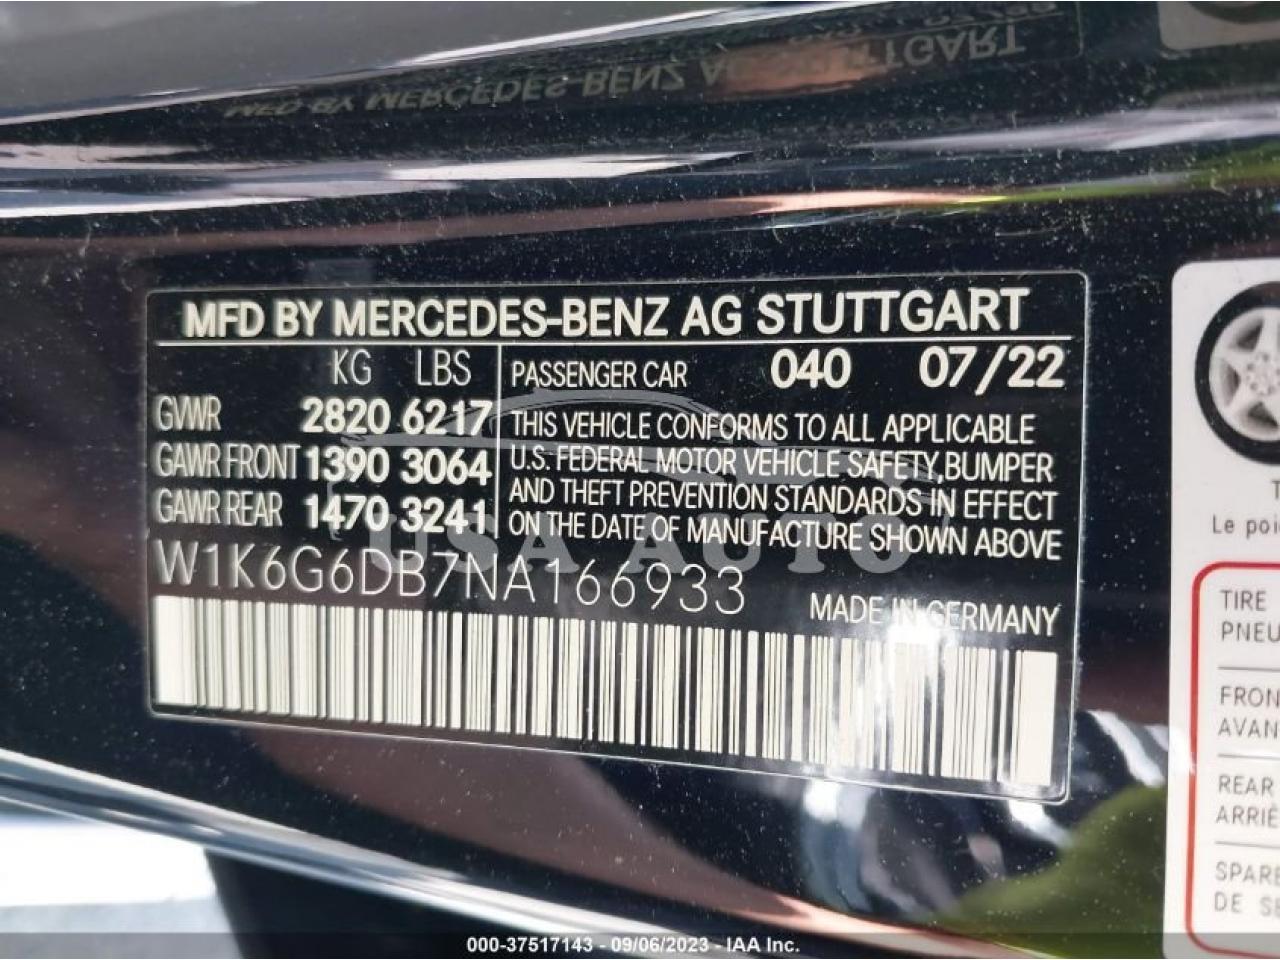 MFD BY MERCEDES-BENZ AG STUTTGART
MFD BY MERCEDES-BENZ AG STUTTGART
KG LBS
GVWR 2820 6217
GAWR FRONT 1390 3064
GAWR REAR 1470 3241
PASSENGER CAR 040 07/22
THIS VEHICLE CONFORMS TO ALL APPLICABLE
U.S. FEDERAL MOTOR VEHICLE SAFETY, BUMPER
AND THEFT PREVENTION STANDARDS IN EFFECT
ON THE DATE OF MANUFACTURE SHOWN ABOVE
USA AUTO
W1K6G6DB7NA166933
MADE IN GERMANY
Le poi
TIRE
PNEU
FRON
AVAN
REAR
ARRIÈ
SPARE
DE SE
000-37517143 - 09/06/2023 - IAA Inc.